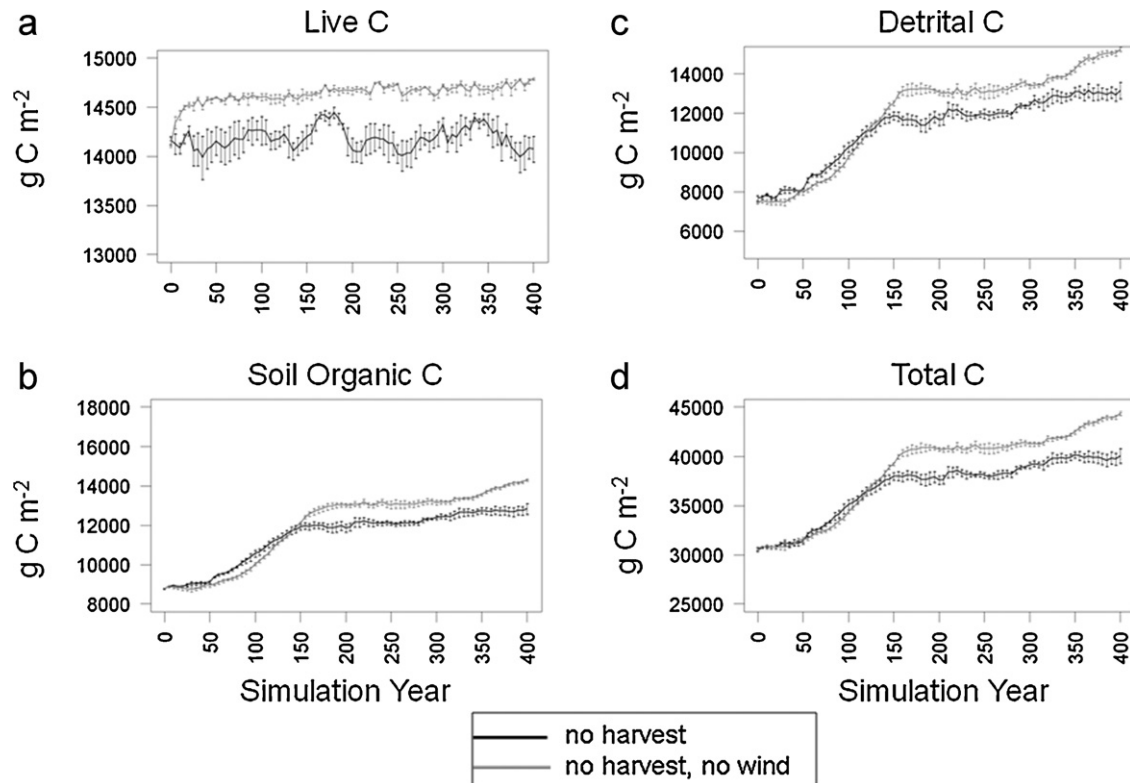 a
Live C
g C m-2
15000
14500
14000
13500
13000
0 50 100 150 200 250 300 350 400
c
Detrital C
g C m-2
14000
12000
10000
8000
6000
0 50 100 150 200 250 300 350 400
b
Soil Organic C
g C m-2
18000
16000
14000
12000
10000
8000
0 50 100 150 200 250 300 350 400
Simulation Year
d
Total C
g C m-2
45000
40000
35000
30000
25000
0 50 100 150 200 250 300 350 400
Simulation Year
no harvest
no harvest, no wind